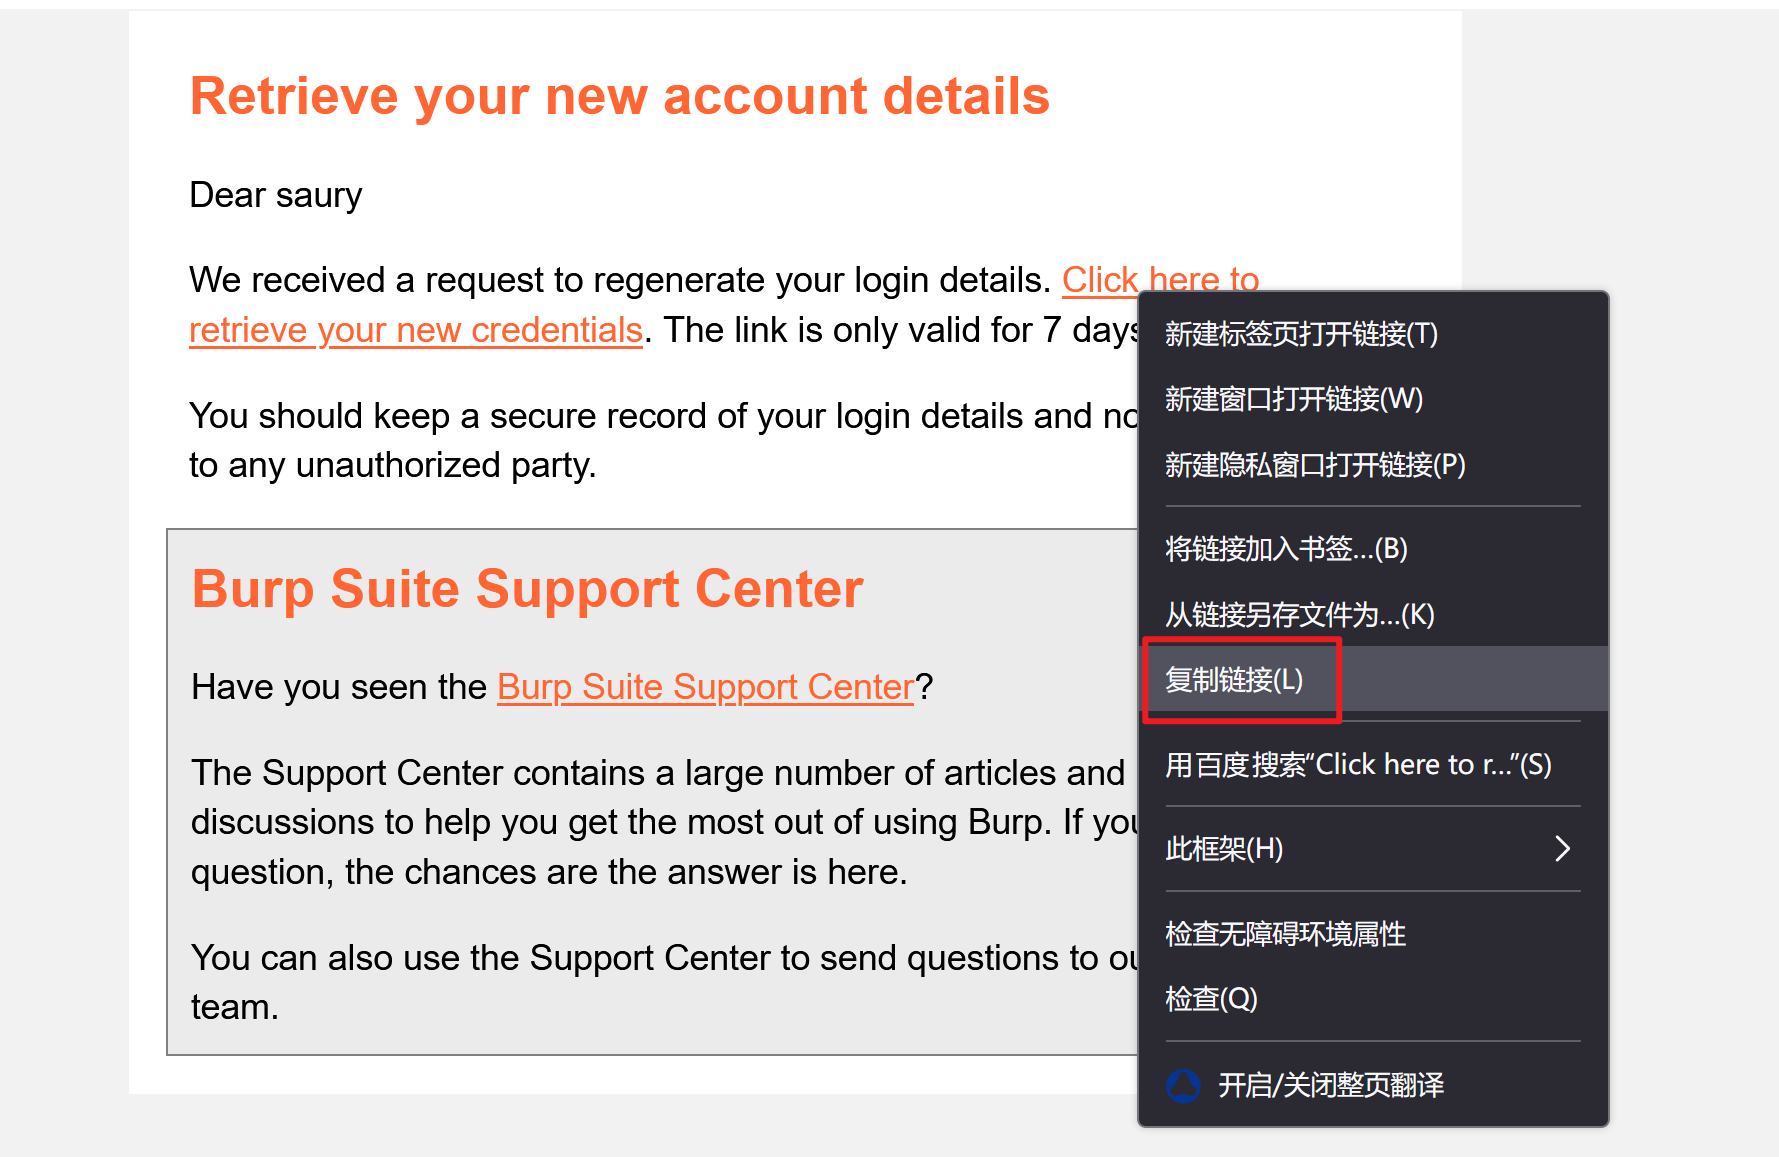 Retrieve your new account details
Dear saury
We received a request to regenerate your login details. Click here to
retrieve your new credentials. The link is only valid for 7 days
You should keep a secure record of your login details and
to any unauthorized party.
Burp Suite Support Center
Have you seen the Burp Suite Support Center?
The Support Center contains a large number of articles and
discussions to help you get the most out of using Burp. If
question, the chances are the answer is here.
You can also use the Support Center to send questions to
team.
新建标签页打开链接(T)
新建窗口打开链接(W)
新建隐私窗口打开链接(P)
将链接加入书签...(B)
从链接另存文件为...(K)
复制链接(L)
用百度搜索“Click here to r...”(S)
此框架(H)
检查无障碍环境属性
检查(Q)
开启/关闭整页翻译